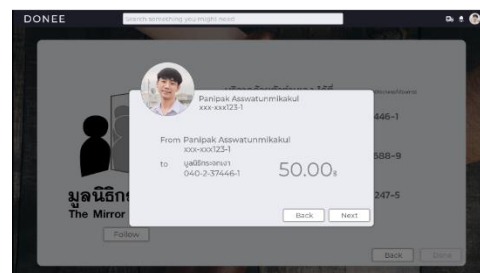 DONEE
Search something you might need
446-1
588-9
247-5
Panipak Asswatunmikakul
xxx-xxx123-1
From Panipak Asswatunmikakul
xxx-xxx123-1
to มูลนิธิกระจกเงา
040-2-37446-1
50.00฿
Back Next
มูลนิธิก
The Mirror
Follow
Back Done